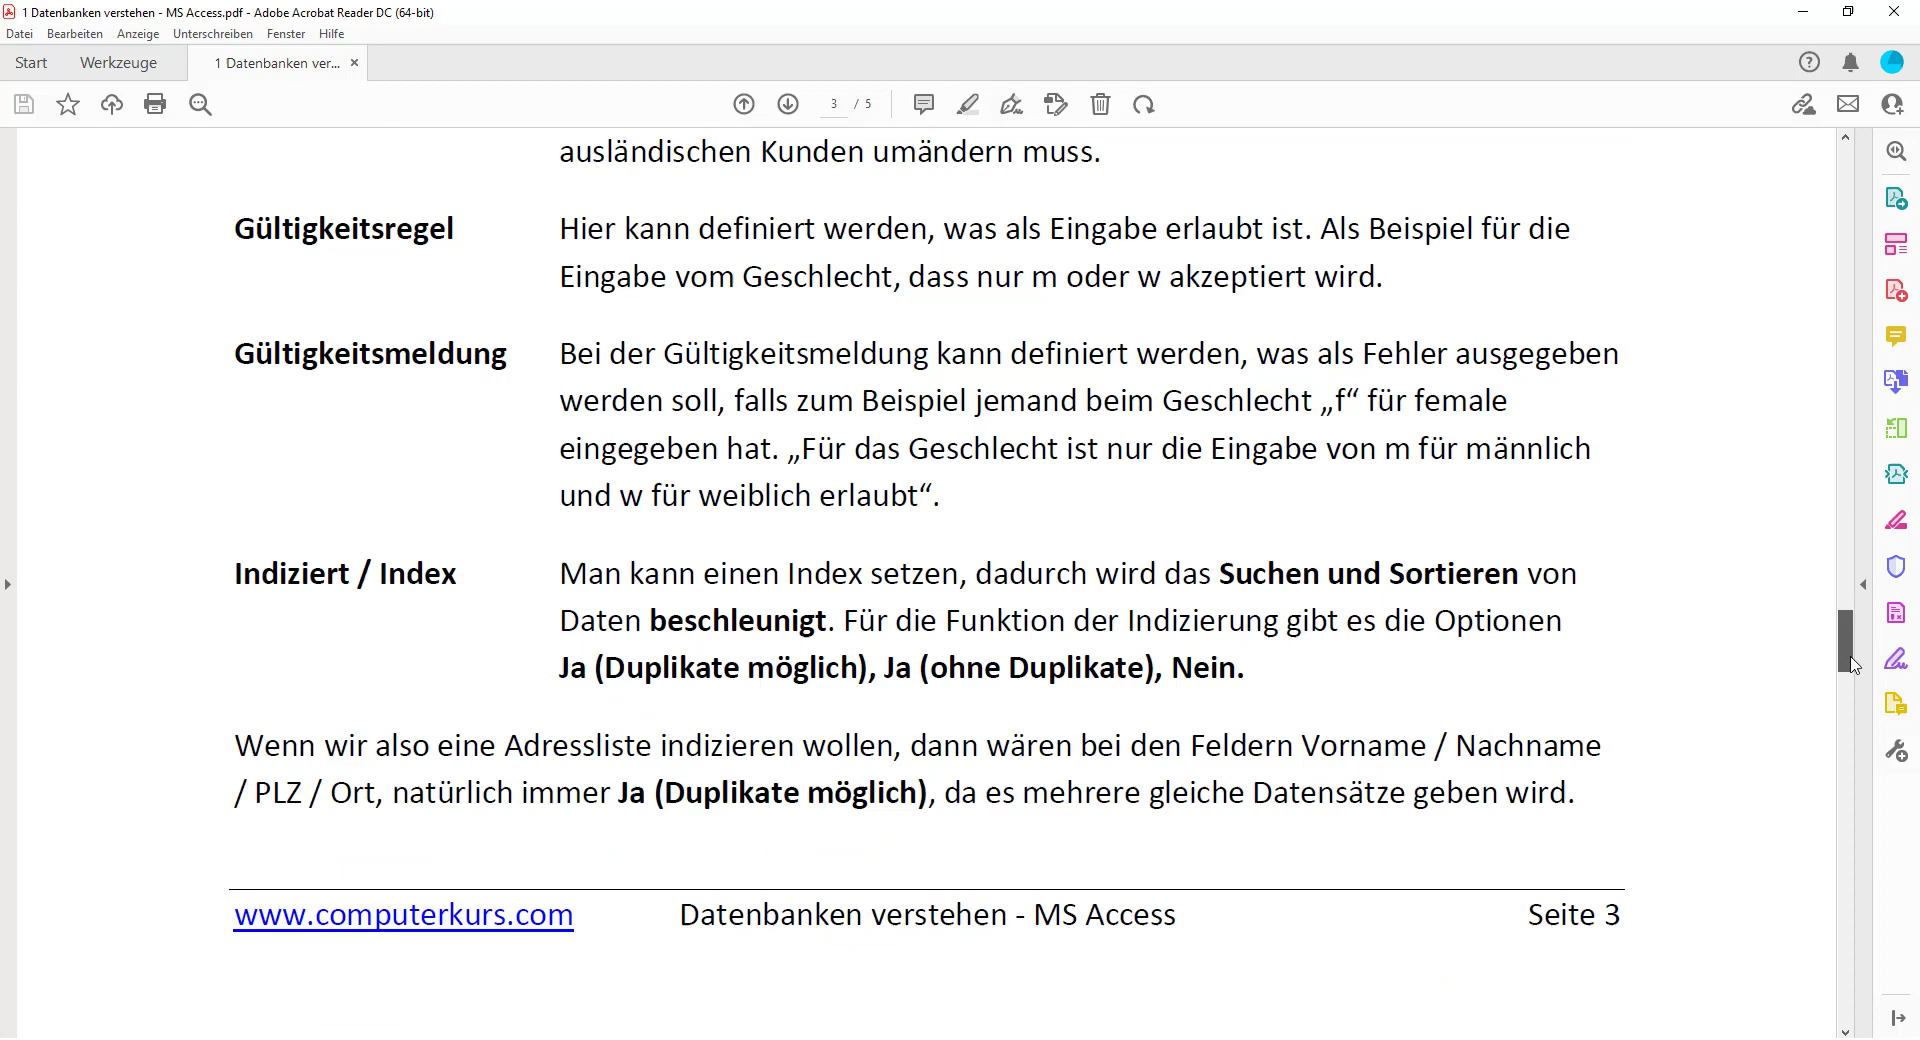 1 Datenbanken verstehen - MS Access.pdf - Adobe Acrobat Reader DC (64-bit)
Datei Bearbeiten Anzeige Unterschreiben Fenster Hilfe
Start Werkzeuge 1 Datenbanken ver... ×
3 / 5
ausländischen Kunden umändern muss.
Gültigkeitsregel Hier kann definiert werden, was als Eingabe erlaubt ist. Als Beispiel für die
Eingabe vom Geschlecht, dass nur m oder w akzeptiert wird.
Gültigkeitsmeldung Bei der Gültigkeitsmeldung kann definiert werden, was als Fehler ausgegeben
werden soll, falls zum Beispiel jemand beim Geschlecht „f“ für female
eingegeben hat. „Für das Geschlecht ist nur die Eingabe von m für männlich
und w für weiblich erlaubt“.
Indiziert / Index Man kann einen Index setzen, dadurch wird das Suchen und Sortieren von
Daten beschleunigt. Für die Funktion der Indizierung gibt es die Optionen
Ja (Duplikate möglich), Ja (ohne Duplikate), Nein.
Wenn wir also eine Adressliste indizieren wollen, dann wären bei den Feldern Vorname / Nachname
/ PLZ / Ort, natürlich immer Ja (Duplikate möglich), da es mehrere gleiche Datensätze geben wird.
www.computerkurs.com Datenbanken verstehen - MS Access Seite 3